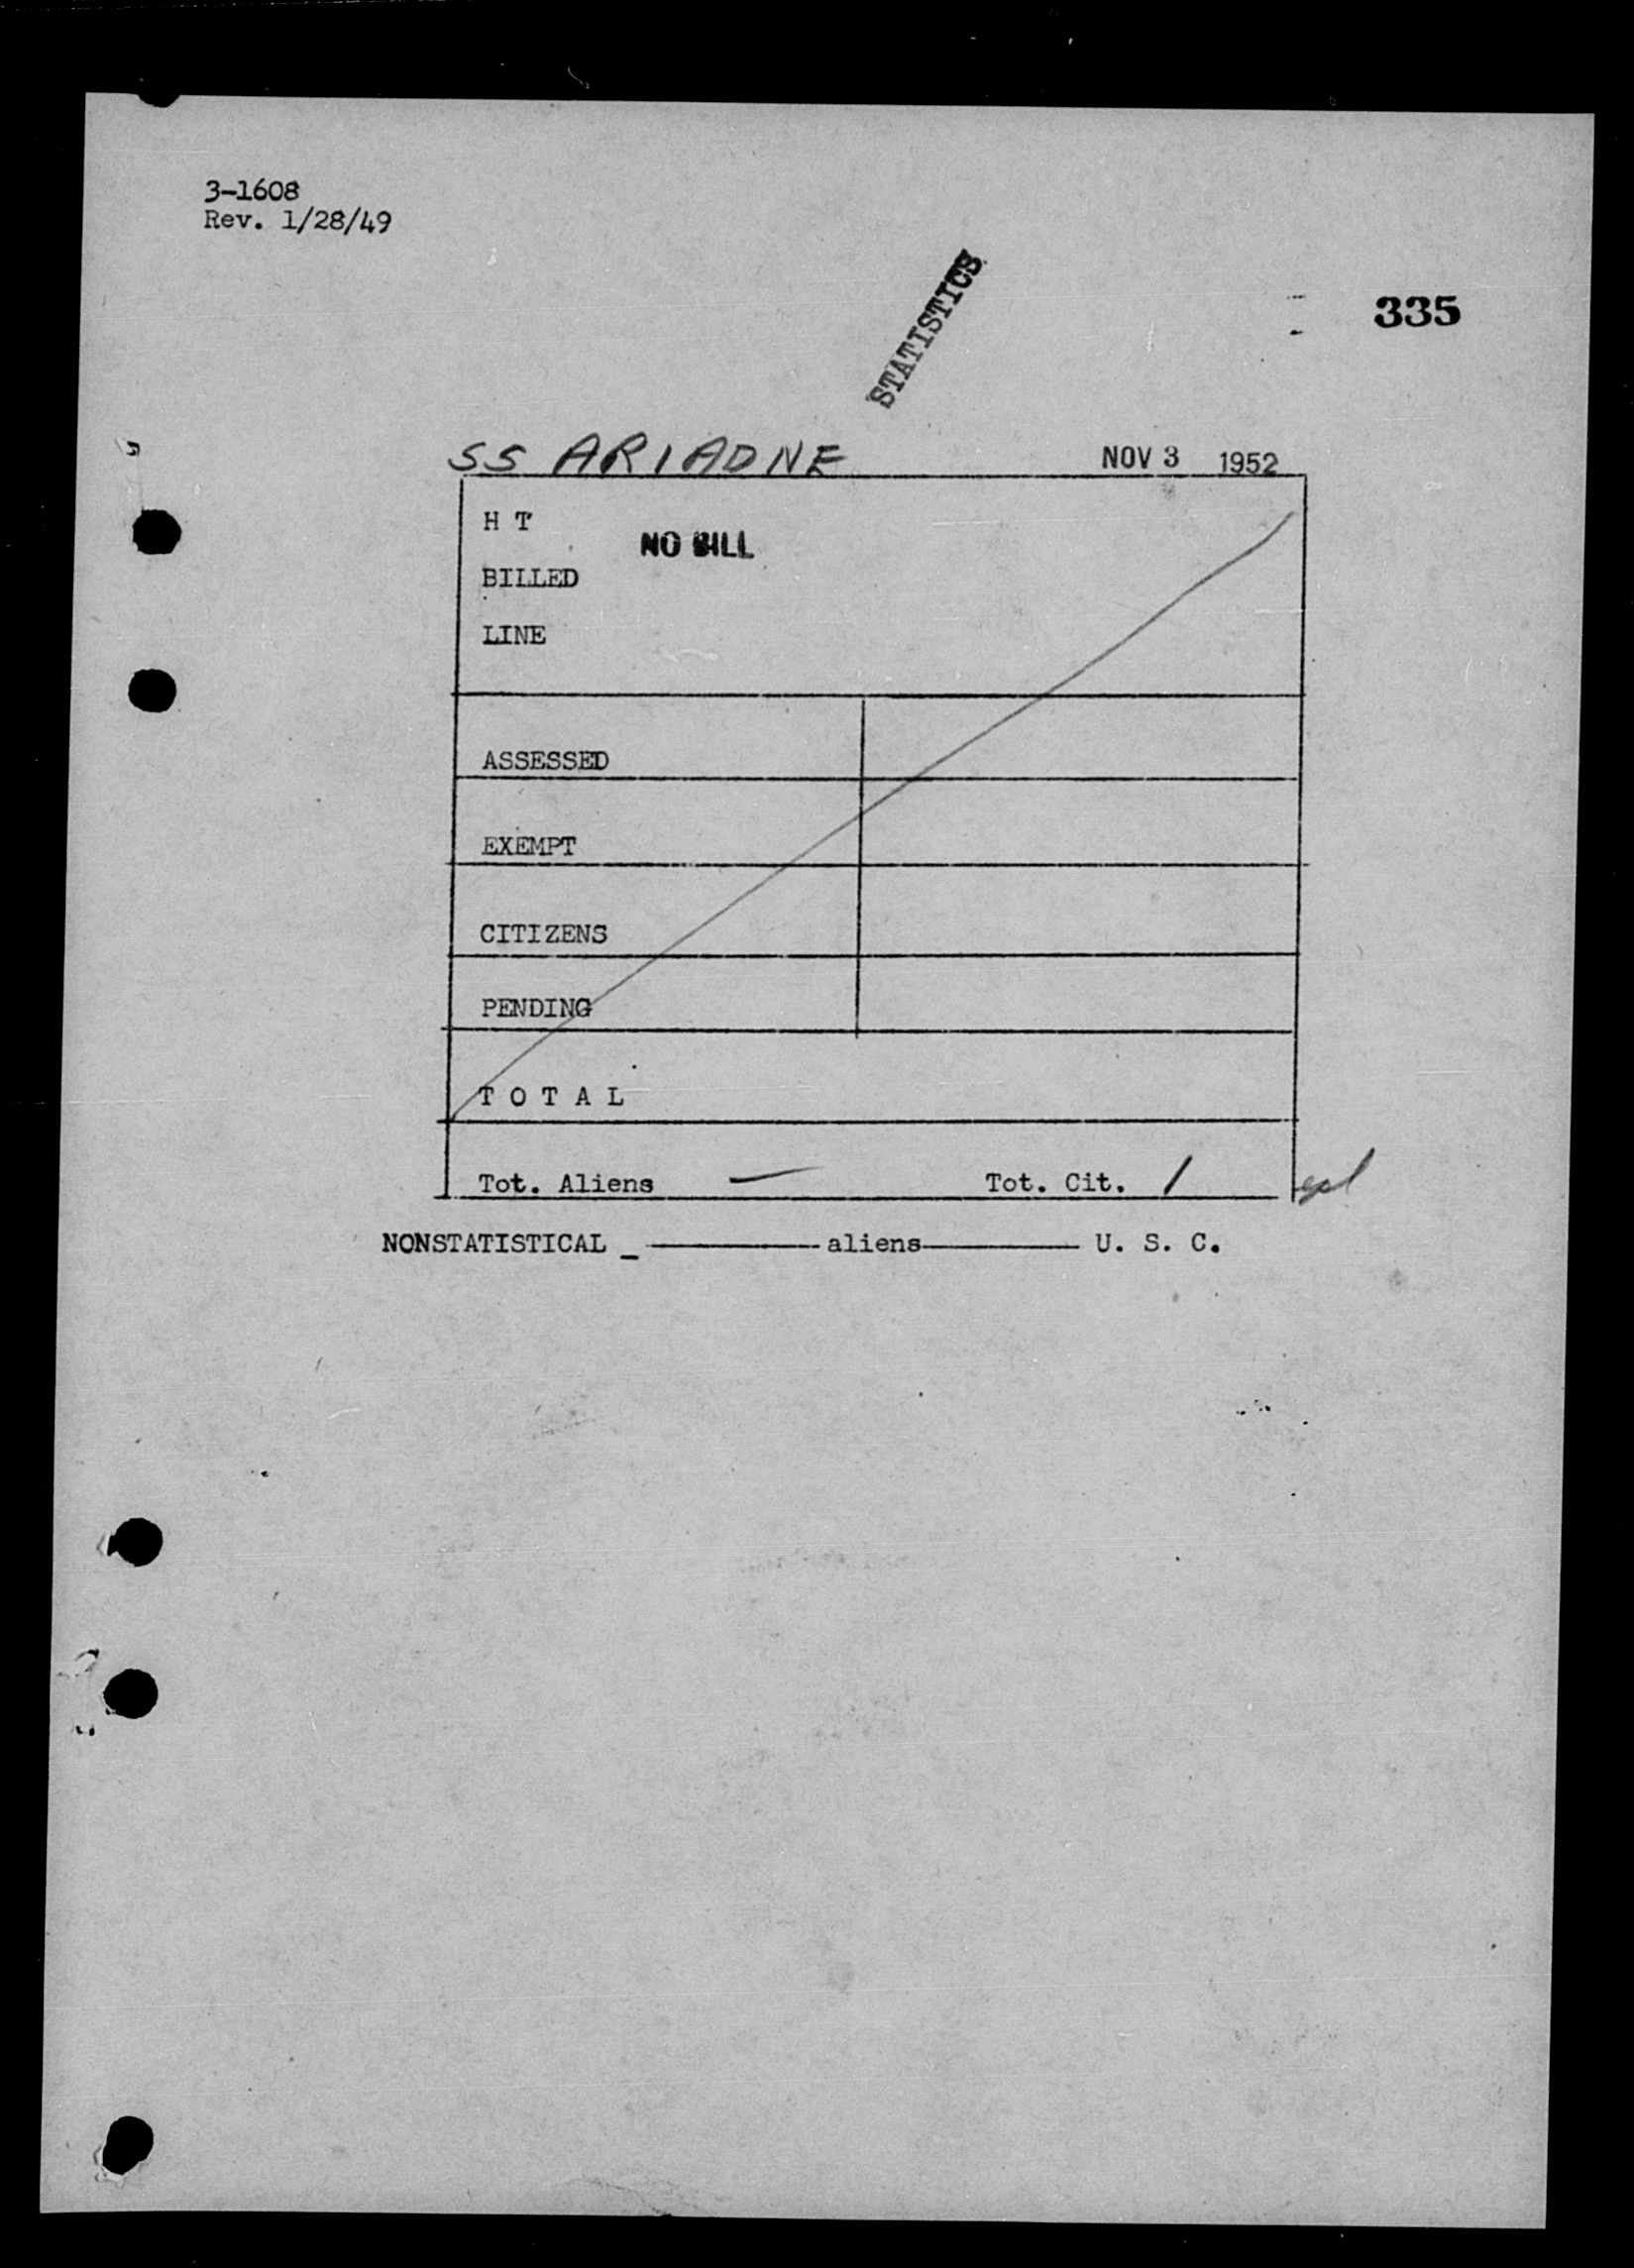 3-1608
Rev. 1/28/49
STATISTICS
335
SS ARIADNE NOV 3 1952
H T
NO BILL
BILLED
LINE
ASSESSED
EXEMPT
CITIZENS
PENDING
T O T A L
Tot. Aliens — Tot. Cit. 1
NONSTATISTICAL _ ——— aliens ——— U. S. C.